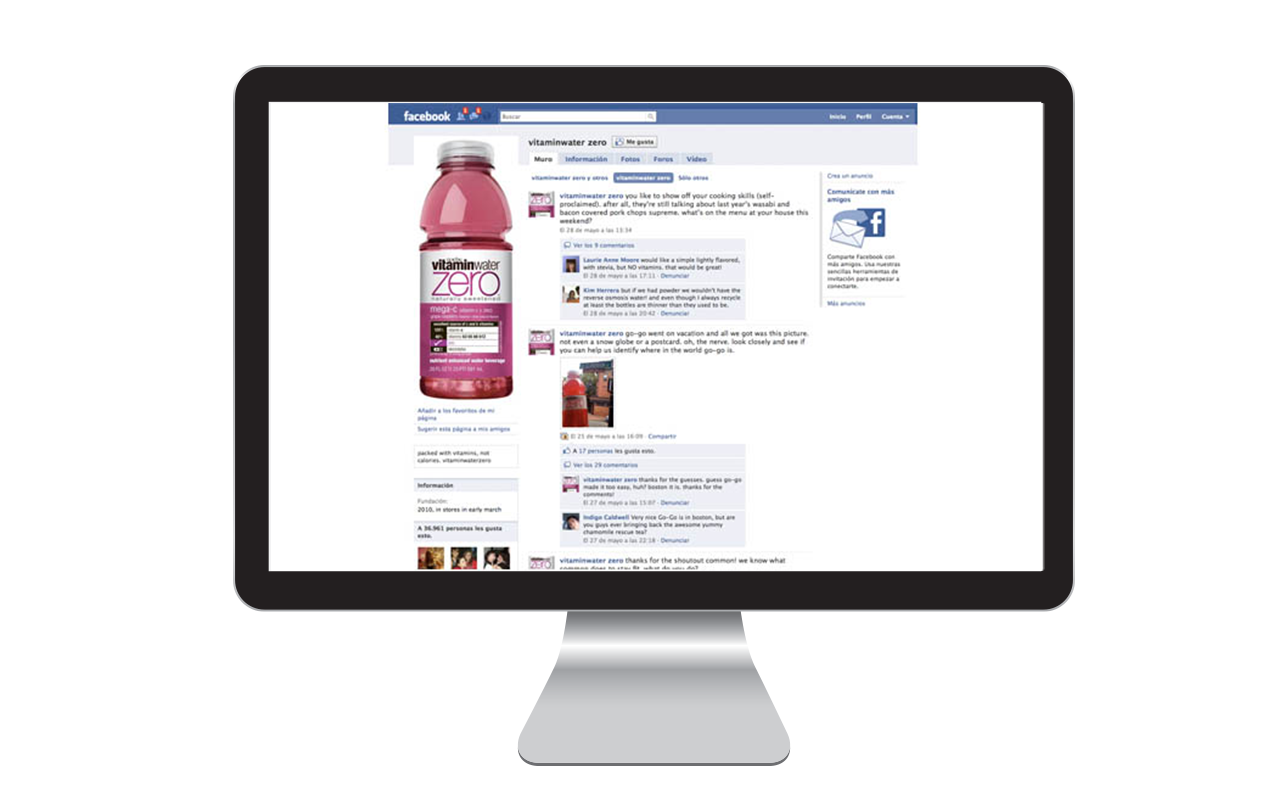 facebook
Buscar
Inicio Perfil Cuenta
vitaminwater zero Me gusta
Muro Información Fotos Foros Video
vitaminwater zero y otros vitaminwater zero Sólo otros
vitaminwater
zero
naturally sweetened
mega-c
nutrient enhanced water beverage
Añadir a los favoritos de mi
página
Sugerir esta página a mis amigos
packed with vitamins, not
calories. vitaminwaterzero
Información
Fundación:
2010, in stores in early march
A 36.961 personas les gusta
esto.
vitaminwater zero you like to show off your cooking skills (self-
proclaimed). after all, they're still talking about last year's wasabi and
bacon covered pork chops supreme. what's on the menu at your house this
weekend?
El 28 de mayo a las 13:34
Ver los 9 comentarios
Laurie Anne Moore would like a simple lightly flavored,
with stevia, but NO vitamins. that would be great!
El 28 de mayo a las 17:11 · Denunciar
Kim Herrera but if we had powder we wouldn't have the
reverse osmosis water! and even though I always recycle
at least the bottles are thinner than they used to be.
El 28 de mayo a las 20:42 · Denunciar
vitaminwater zero go-go went on vacation and all we got was this picture.
not even a snow globe or a postcard. oh, the nerve. look closely and see if
you can help us identify where in the world go-go is.
El 25 de mayo a las 16:09 · Compartir
A 17 personas les gusta esto.
Ver los 29 comentarios
vitaminwater zero thanks for the guesses. guess go-go
made it too easy, huh? boston it is. thanks for the
comments!
El 27 de mayo a las 15:07 · Denunciar
Indigo Caldwell Very nice Go-Go is in boston, but are
you guys ever bringing back the awesome yummy
chamomile rescue tea?
El 27 de mayo a las 22:18 · Denunciar
vitaminwater zero thanks for the shoutout common! we know what
common does to stay fit. what do you do?
Crea un anuncio
Comunícate con más
amigos
Comparte Facebook con
más amigos. Usa nuestras
sencillas herramientas de
invitación para empezar a
conectarte.
Más anuncios